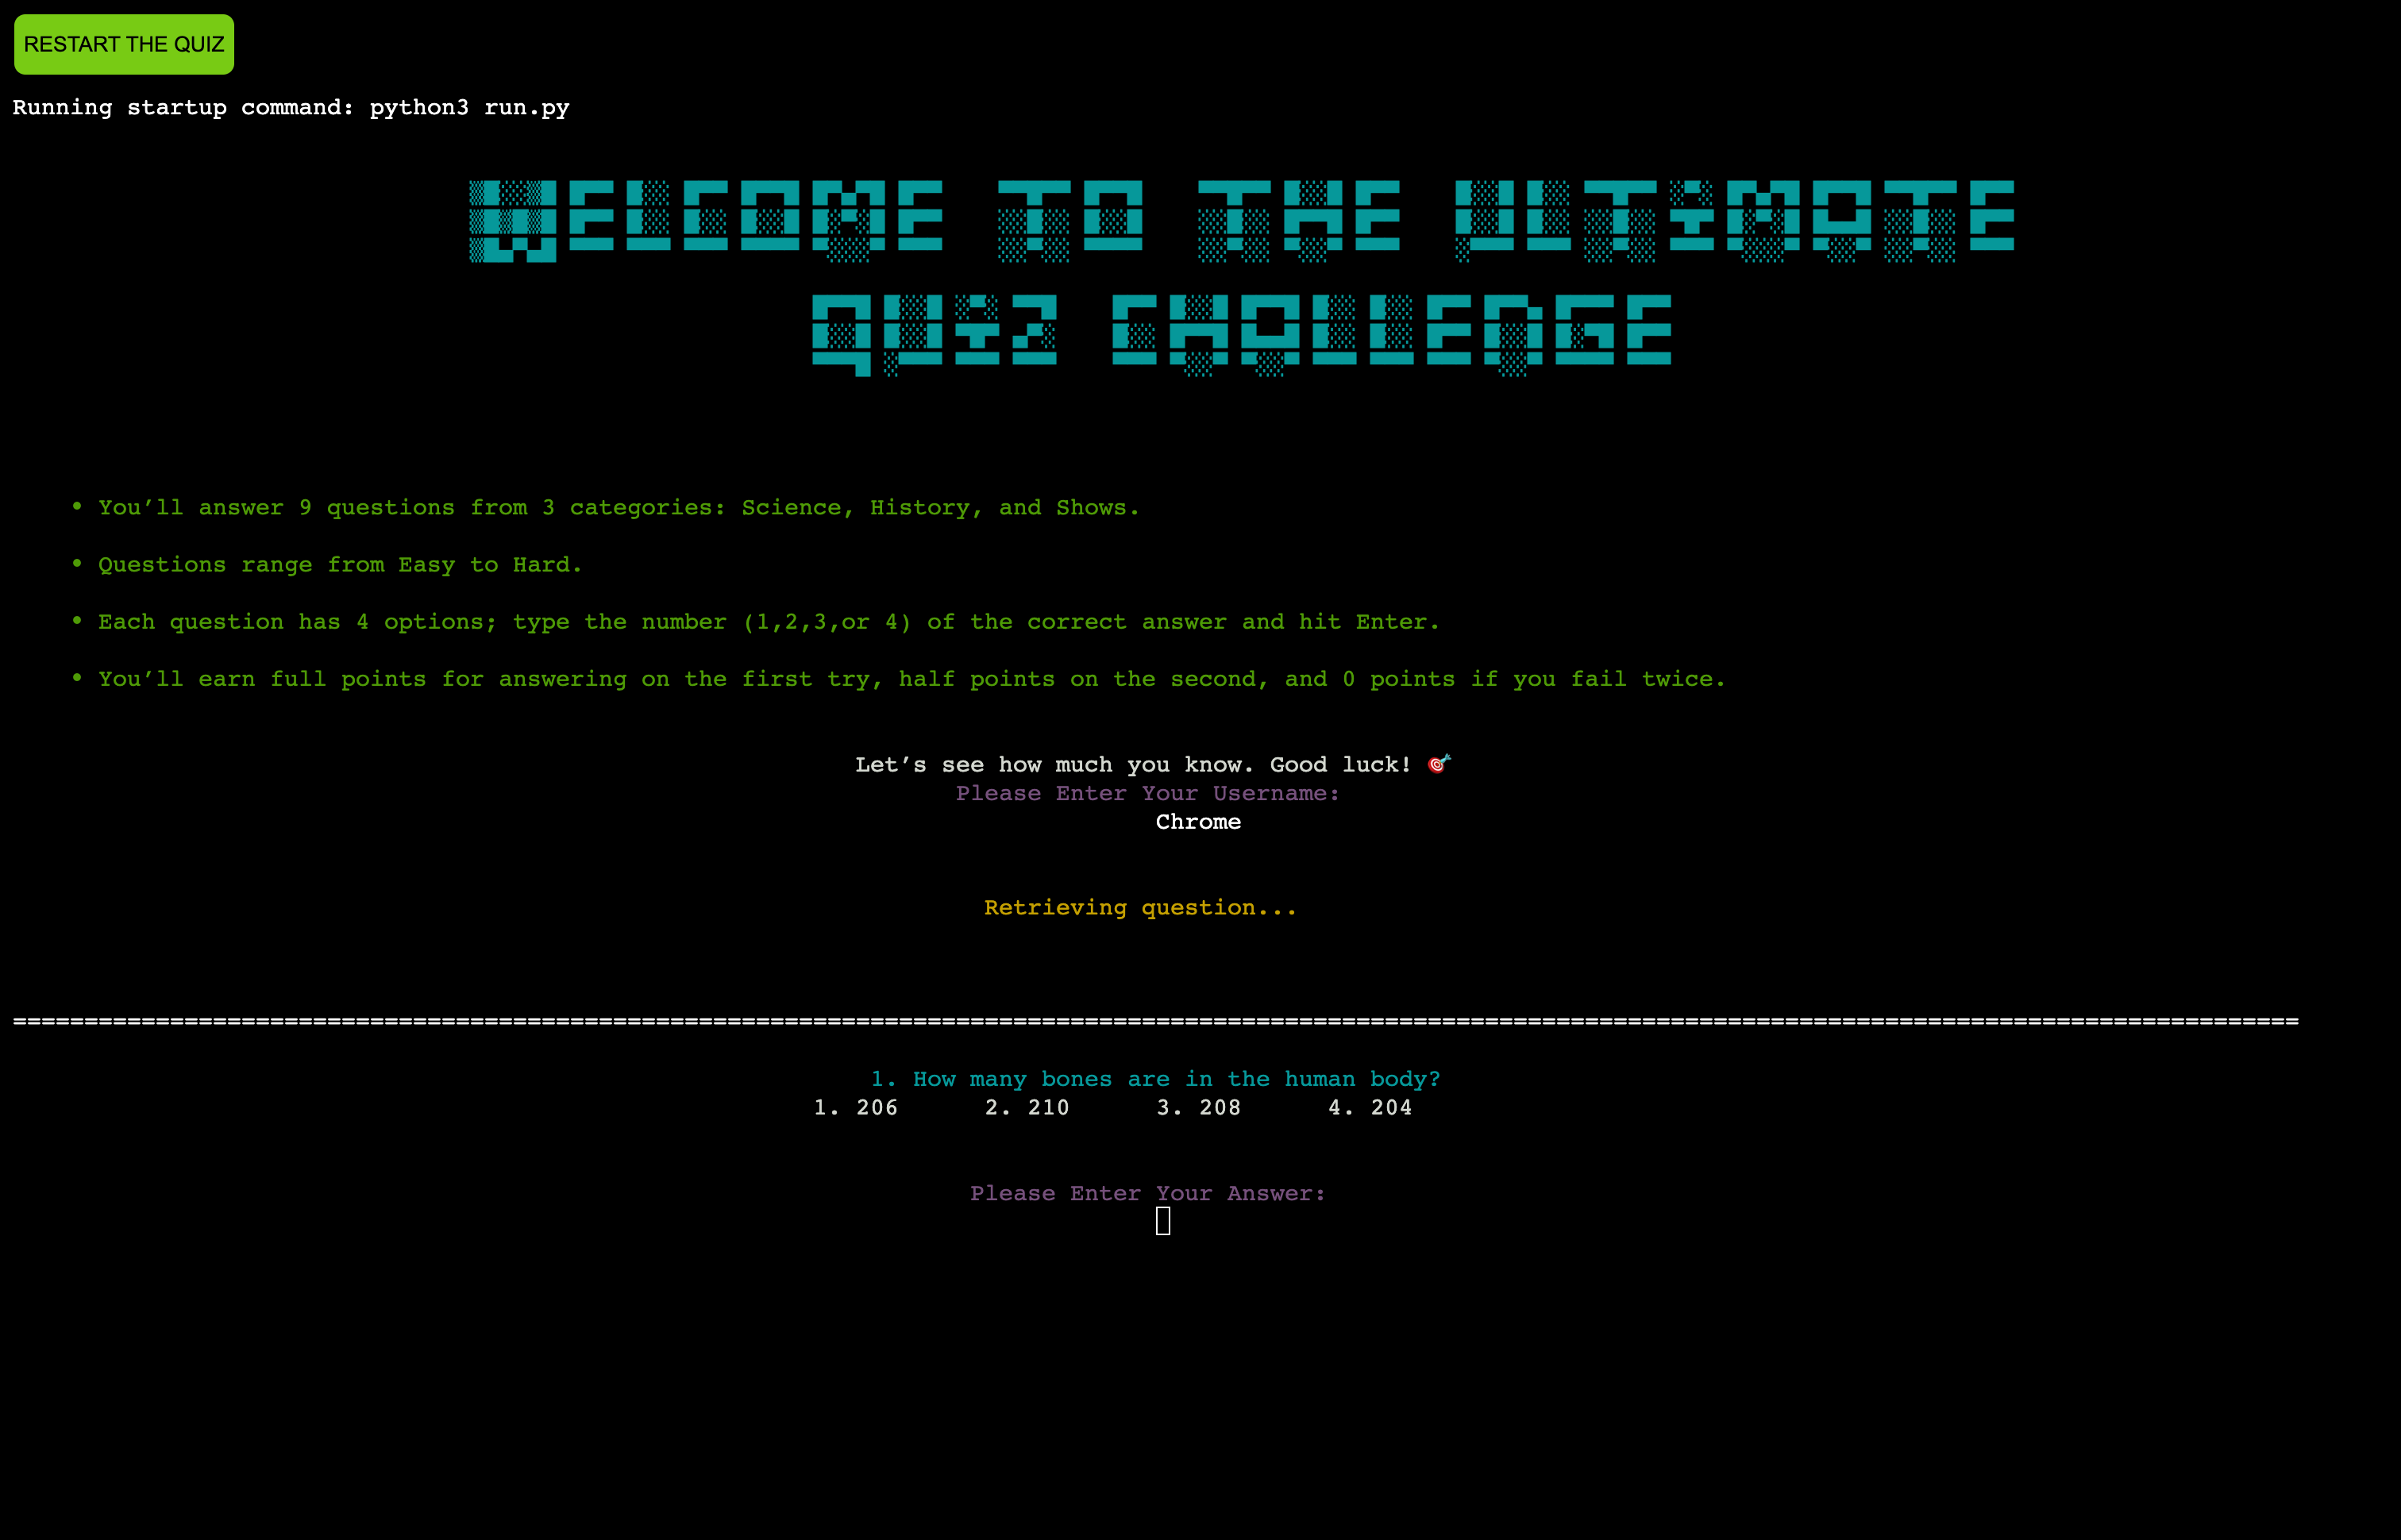 RESTART THE QUIZ
Running startup command: python3 run.py
WELCOME TO THE ULTIMATE
QUIZ CHALLENGE
• You’ll answer 9 questions from 3 categories: Science, History, and Shows.
• Questions range from Easy to Hard.
• Each question has 4 options; type the number (1,2,3,or 4) of the correct answer and hit Enter.
• You’ll earn full points for answering on the first try, half points on the second, and 0 points if you fail twice.
Let’s see how much you know. Good luck! 🎯
Please Enter Your Username:
Chrome
Retrieving question...
================================================================================================================================================================
1. How many bones are in the human body?
1. 206 2. 210 3. 208 4. 204
Please Enter Your Answer: